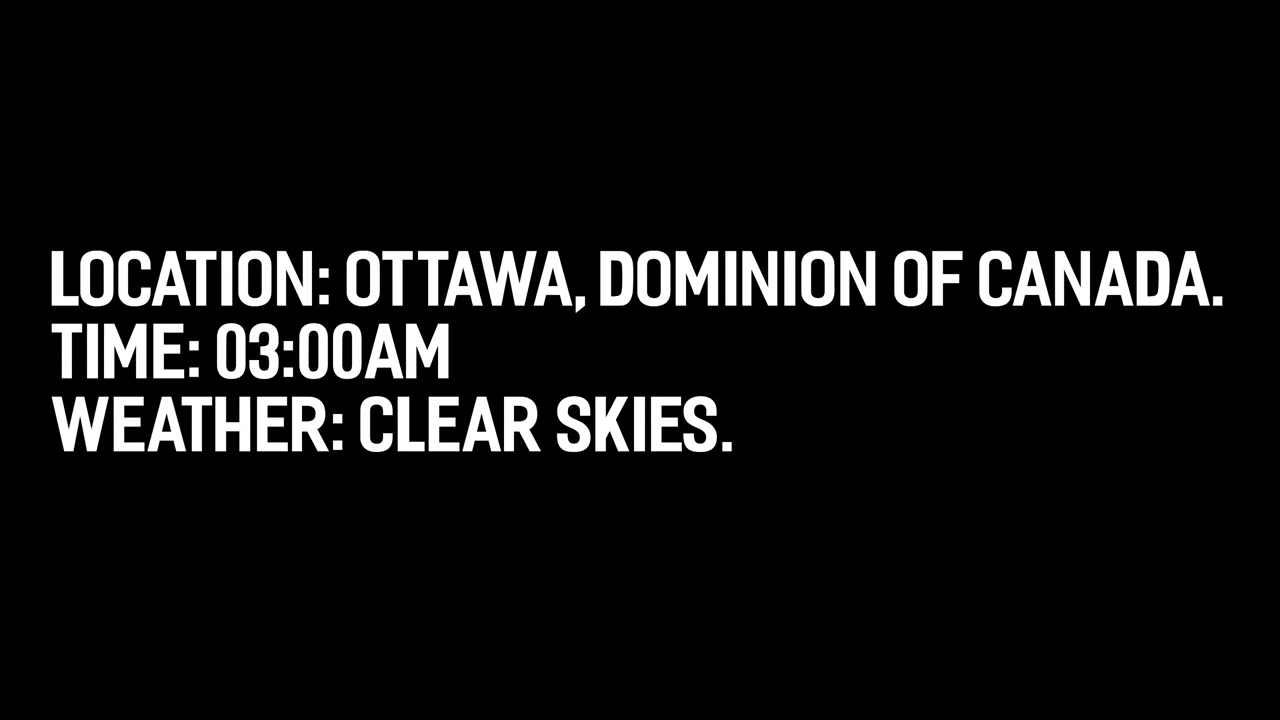 LOCATION: OTTAWA, DOMINION OF CANADA.
TIME: 03:00AM
WEATHER: CLEAR SKIES.